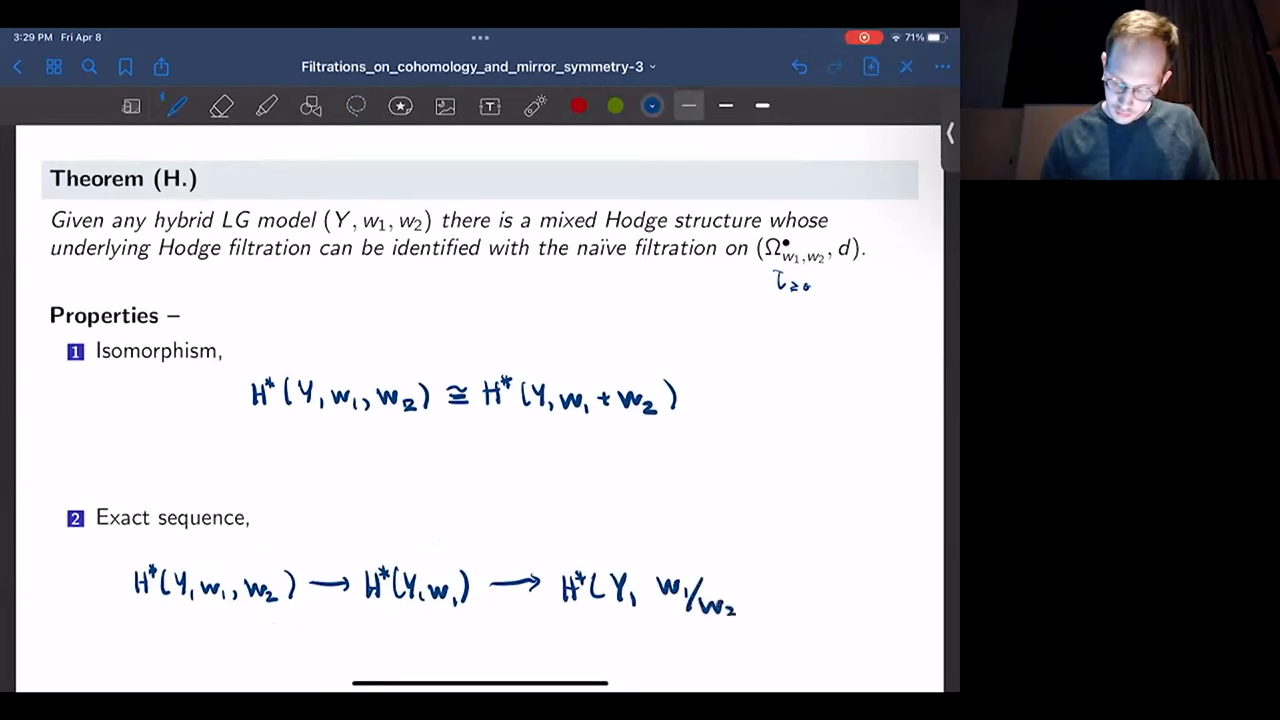 3:29 PM Fri Apr 8
71%
Filtrations_on_cohomology_and_mirror_symmetry-3
Theorem (H.)
Given any hybrid LG model (Y, w₁, w₂) there is a mixed Hodge structure whose
underlying Hodge filtration can be identified with the naïve filtration on (Ω•_{w₁,w₂}, d).
τ≥₀
Properties –
1 Isomorphism,
H*(Y, w₁, w₂) ≅ H*(Y, w₁ + w₂)
2 Exact sequence,
H*(Y, w₁, w₂) → H*(Y, w₁) → H*(Y, w₁/w₂